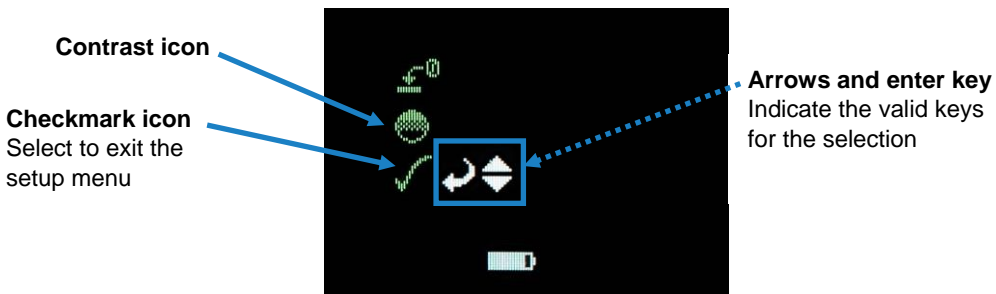 Contrast icon
Checkmark icon
Select to exit the
setup menu
0
Arrows and enter key
Indicate the valid keys
for the selection